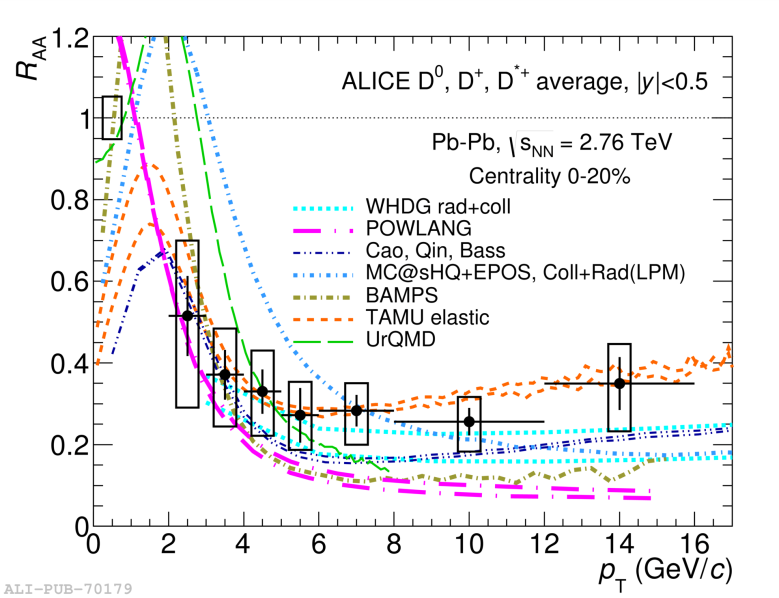 R_AA
1.2
1
0.8
0.6
0.4
0.2
0
0 2 4 6 8 10 12 14 16
p_T (GeV/c)
ALICE D⁰, D⁺, D*⁺ average, |y|<0.5
Pb-Pb, √s_NN = 2.76 TeV
Centrality 0-20%
WHDG rad+coll
POWLANG
Cao, Qin, Bass
MC@sHQ+EPOS, Coll+Rad(LPM)
BAMPS
TAMU elastic
UrQMD
ALI-PUB-70179